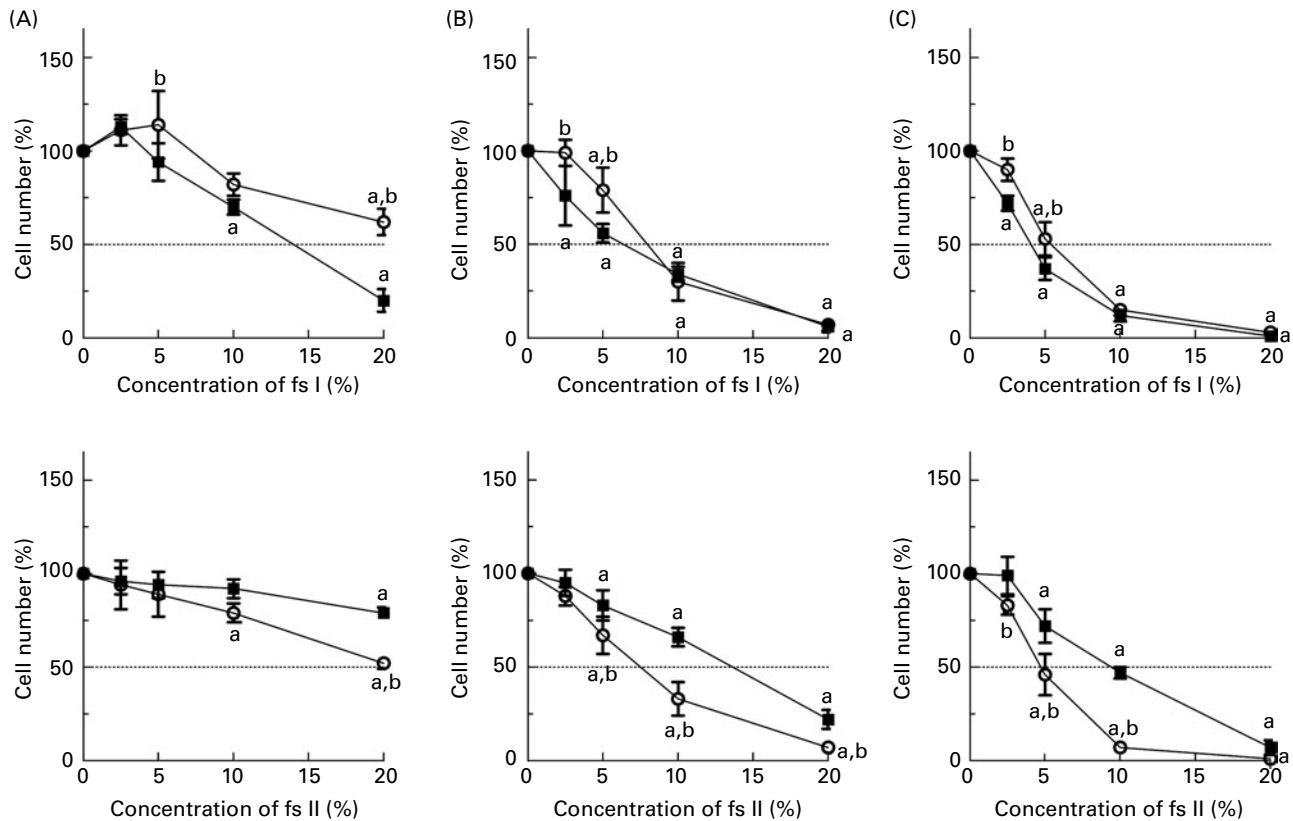 (A)
150
100
50
0
Cell number (%)
b
a
a,b
a
0 5 10 15 20
Concentration of fs I (%)
(B)
150
100
50
0
Cell number (%)
b
a,b
a
a
a
a
a
a
0 5 10 15 20
Concentration of fs I (%)
(C)
150
100
50
0
Cell number (%)
b
a,b
a
a
a
a
a
a
0 5 10 15 20
Concentration of fs I (%)
150
100
50
0
Cell number (%)
a
a
a,b
0 5 10 15 20
Concentration of fs II (%)
150
100
50
0
Cell number (%)
a
a
a
a,b
a,b
a,b
0 5 10 15 20
Concentration of fs II (%)
150
100
50
0
Cell number (%)
a
a
a
b
a,b
a,b
a
0 5 10 15 20
Concentration of fs II (%)